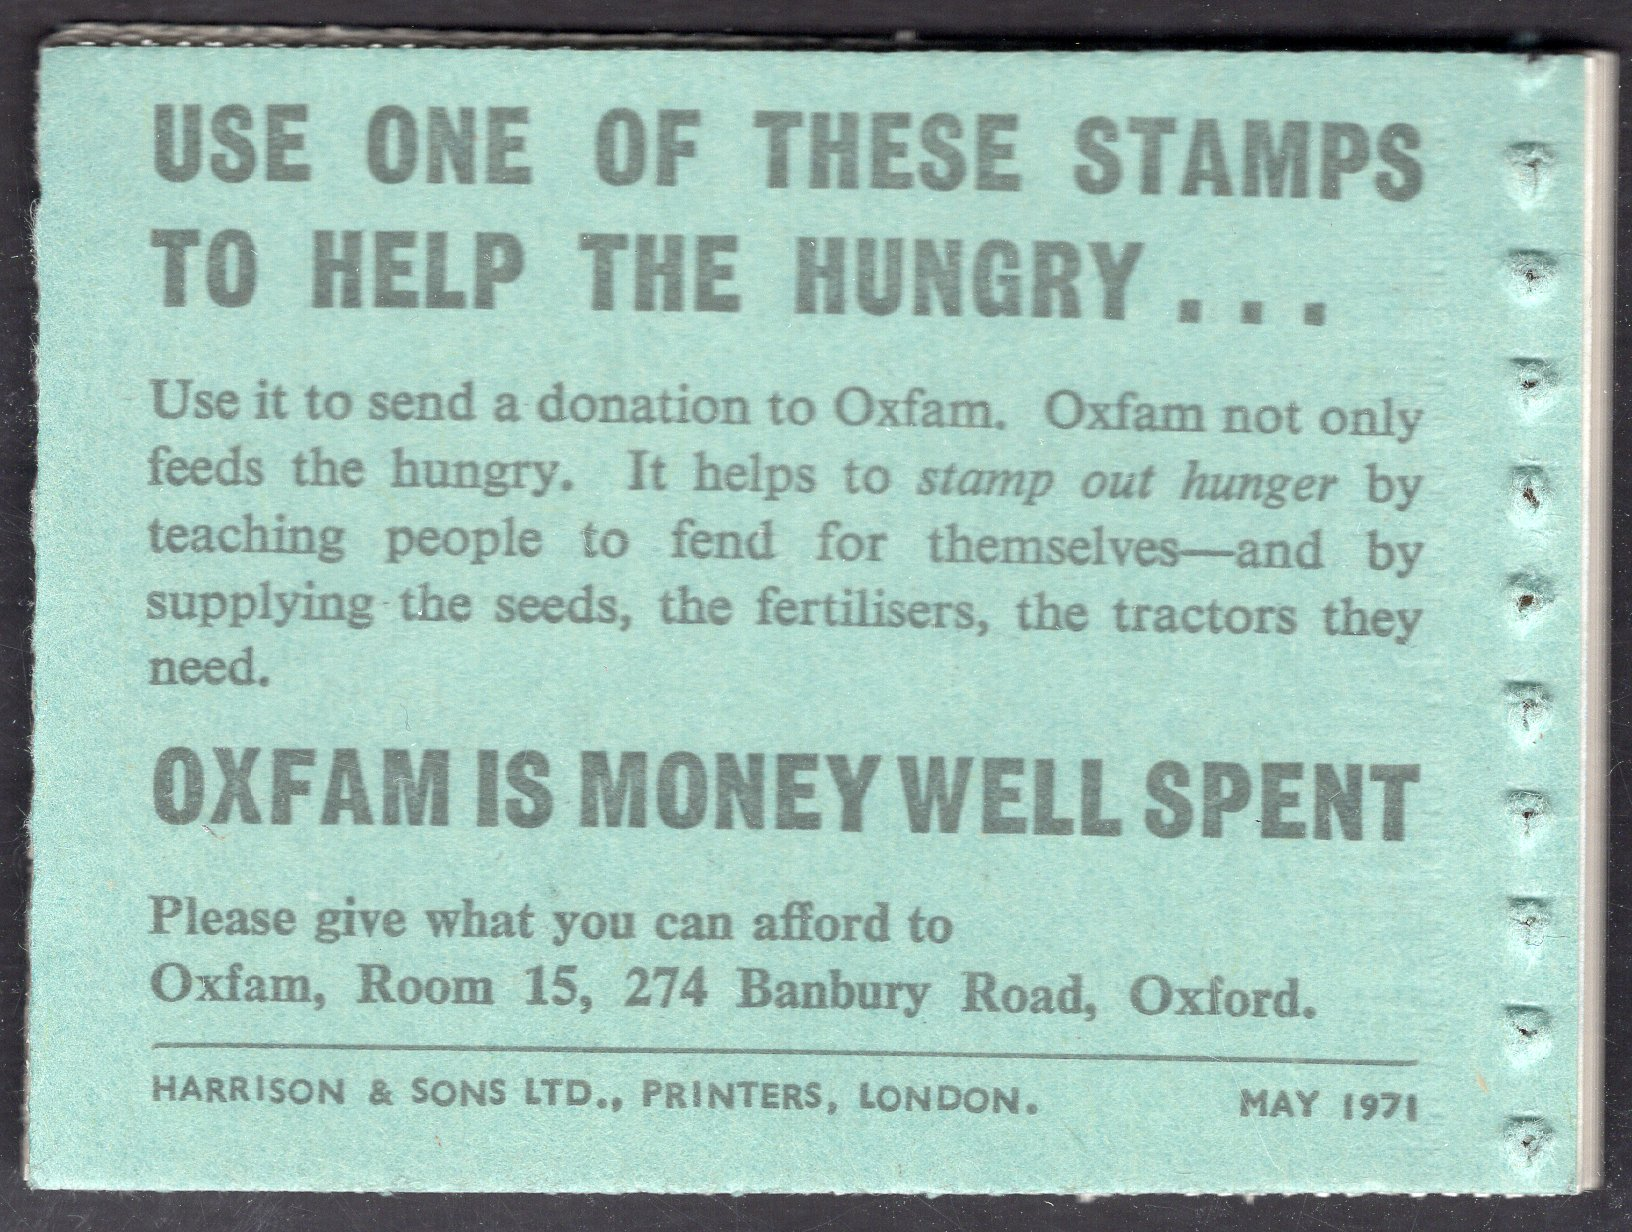 USE ONE OF THESE STAMPS
TO HELP THE HUNGRY . . .
Use it to send a donation to Oxfam. Oxfam not only
feeds the hungry. It helps to stamp out hunger by
teaching people to fend for themselves—and by
supplying the seeds, the fertilisers, the tractors they
need.
OXFAM IS MONEY WELL SPENT
Please give what you can afford to
Oxfam, Room 15, 274 Banbury Road, Oxford.
HARRISON & SONS LTD., PRINTERS, LONDON. MAY 1971